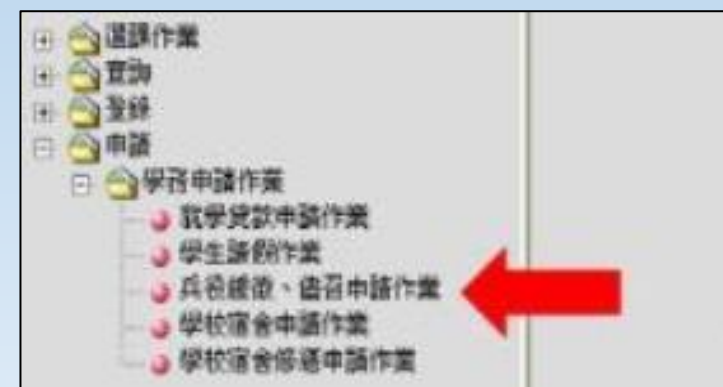 選課作業
查詢
登錄
申請
學務申請作業
就學貸款申請作業
學生請假作業
兵役緩徵、儘召申請作業
學校宿舍申請作業
學校宿舍修繕申請作業